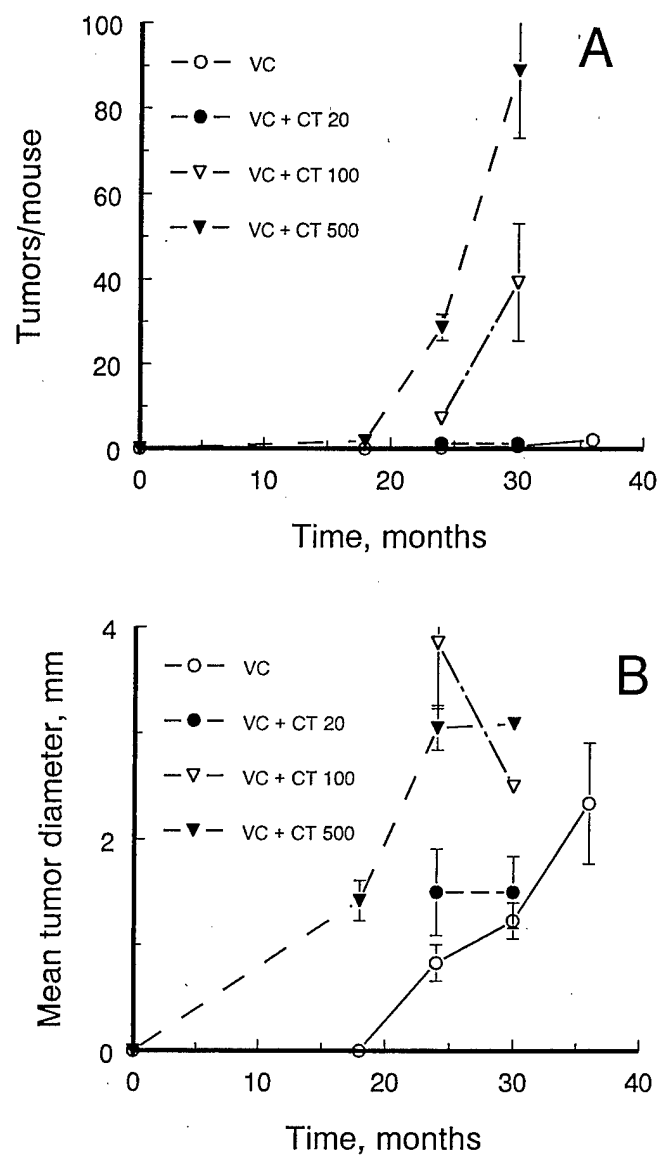 A
100
80
60
40
20
0
Tumors/mouse
VC
VC + CT 20
VC + CT 100
VC + CT 500
0 10 20 30 40
Time, months
B
4
2
0
Mean tumor diameter, mm
VC
VC + CT 20
VC + CT 100
VC + CT 500
0 10 20 30 40
Time, months